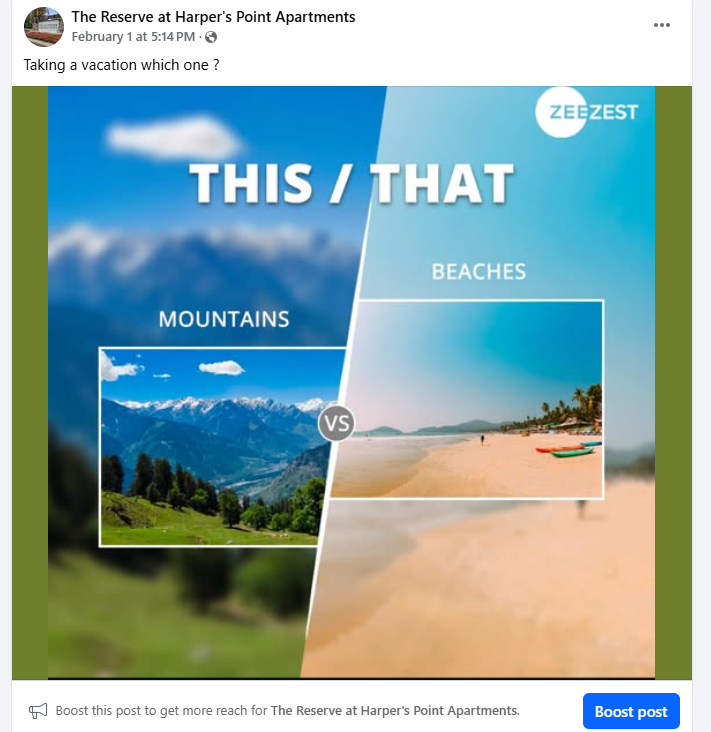 The Reserve at Harper's Point Apartments
February 1 at 5:14 PM ·
Taking a vacation which one ?
ZEEZEST
THIS / THAT
BEACHES
MOUNTAINS
VS
Boost this post to get more reach for The Reserve at Harper's Point Apartments.
Boost post